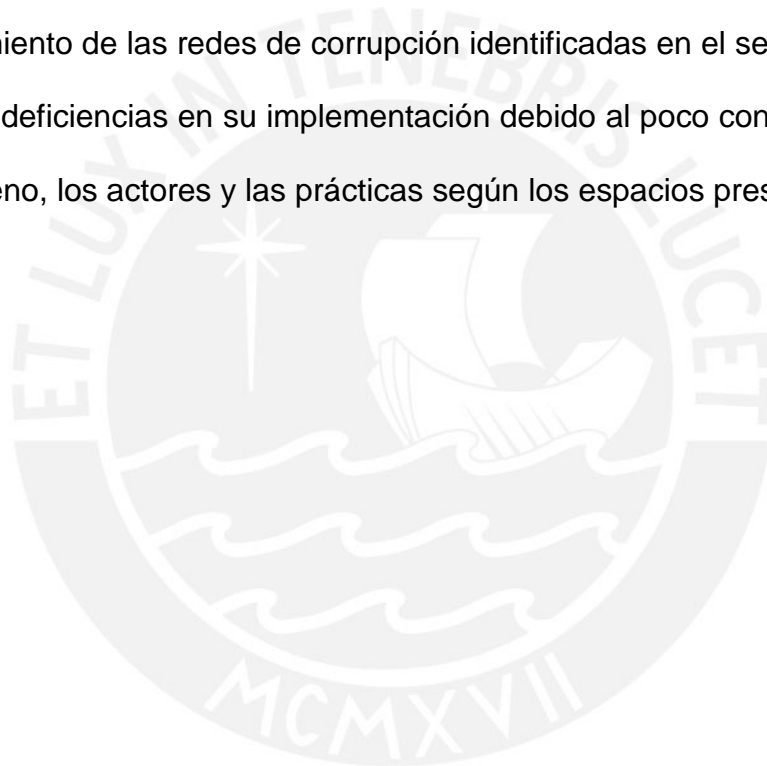 iento de las redes de corrupción identificadas en el se
deficiencias en su implementación debido al poco con
eno, los actores y las prácticas según los espacios pres
ET LUX IN TENEBRIS LUCET
MCMXVII